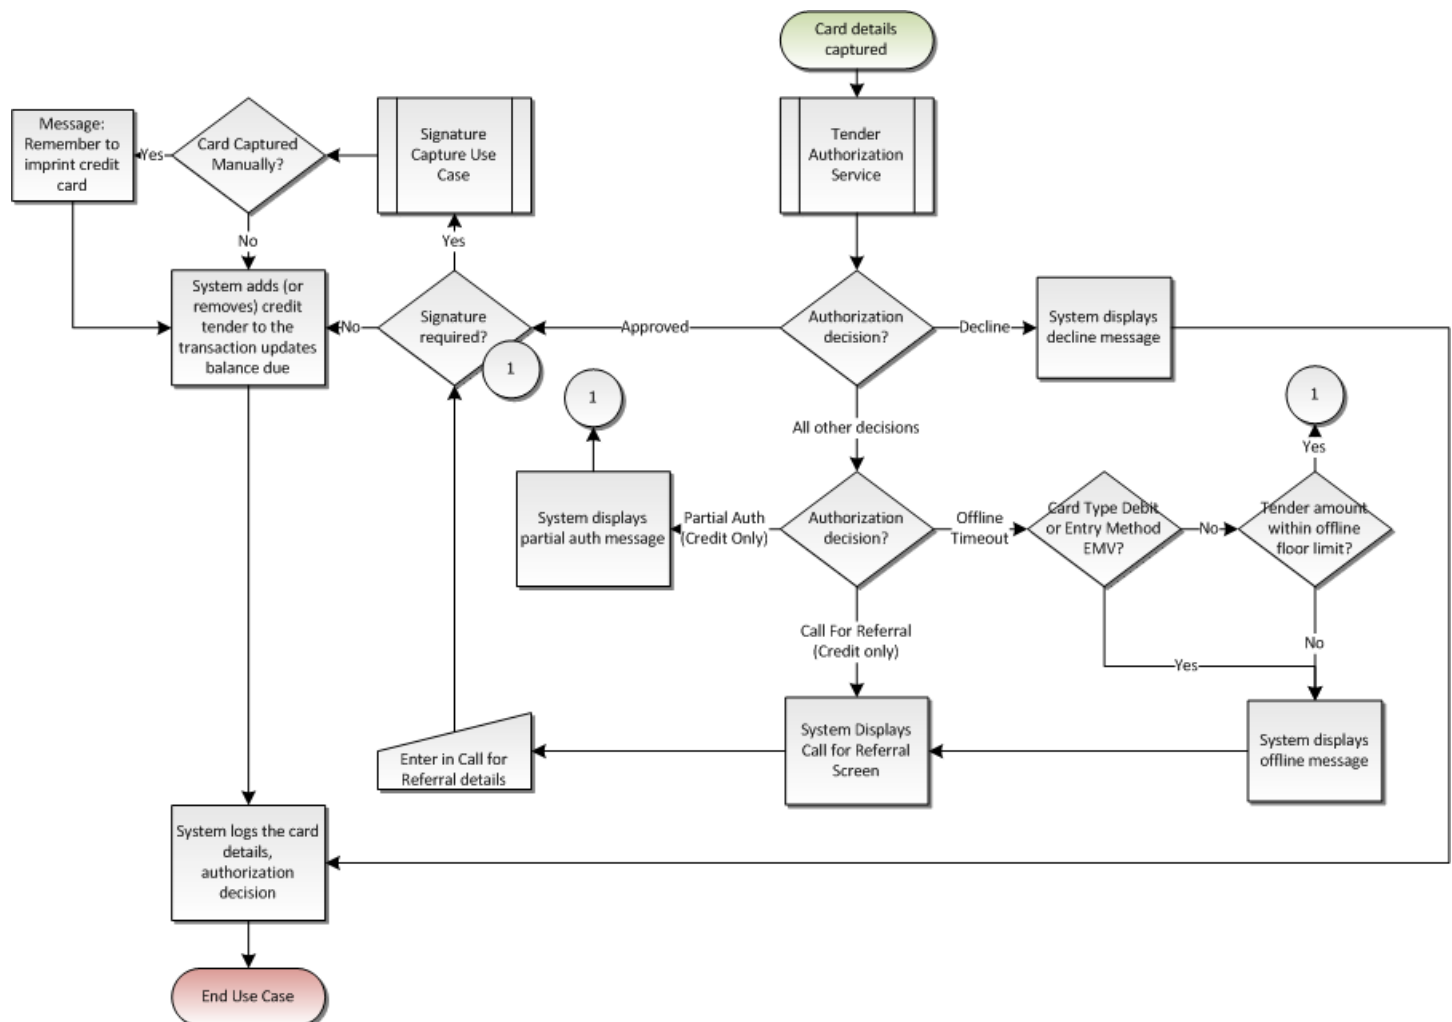 Card details
captured
Message:
Remember to
imprint credit
card
Yes
Card Captured
Manually?
Signature
Capture Use
Case
Tender
Authorization
Service
No
Yes
System adds (or
removes) credit
tender to the
transaction updates
balance due
No
Signature
required?
1
Approved
Authorization
decision?
Decline
System displays
decline message
1
1
All other decisions
Yes
System displays
partial auth message
Partial Auth
(Credit Only)
Authorization
decision?
Offline
Timeout
Card Type Debit
or Entry Method
EMV?
No
Tender amount
within offline
floor limit?
Call For Referral
(Credit only)
No
Yes
Enter in Call for
Referral details
System Displays
Call for Referral
Screen
System displays
offline message
System logs the card
details,
authorization
decision
End Use Case